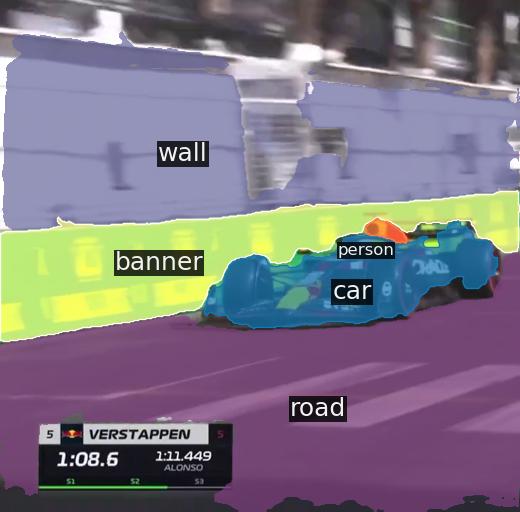 wall
banner
person
car
road
5 VERSTAPPEN 5
1:08.6
1:11.449
ALONSO
S1 S2 S3